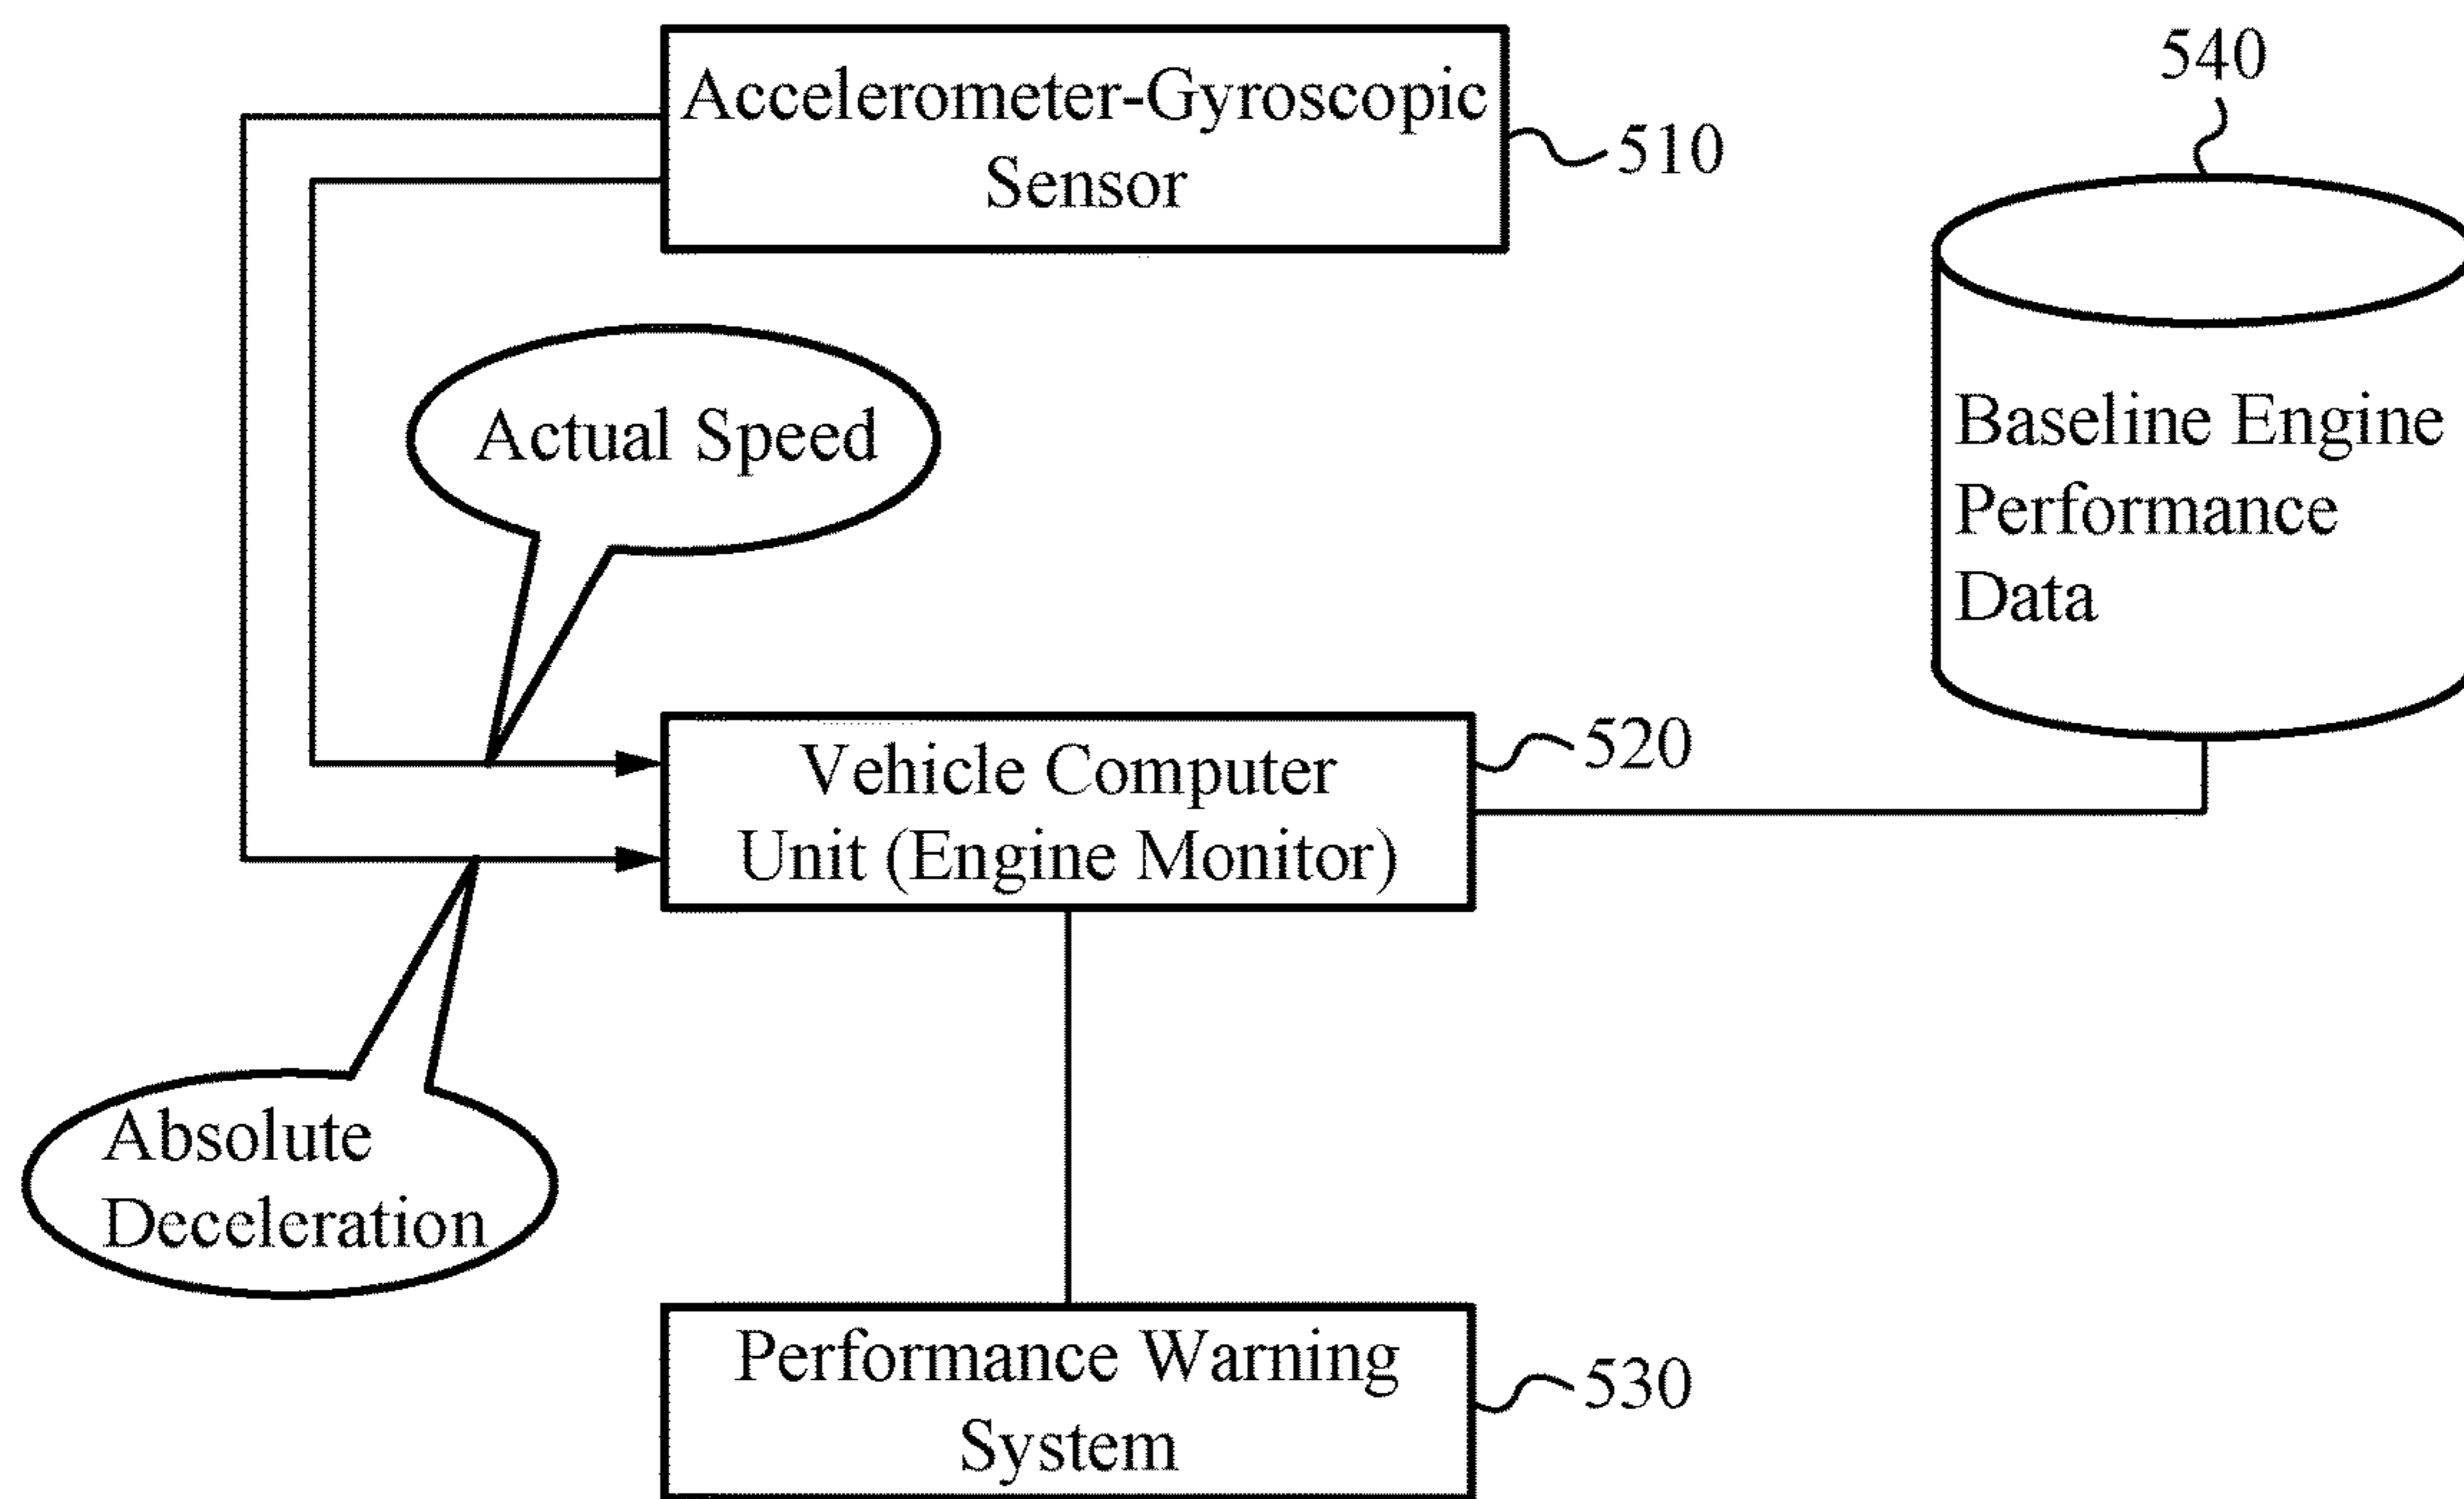 Accelerometer-Gyroscopic
Sensor
510
540
Actual Speed
Baseline Engine
Performance
Data
Vehicle Computer
Unit (Engine Monitor)
520
Absolute
Deceleration
Performance Warning
System
530